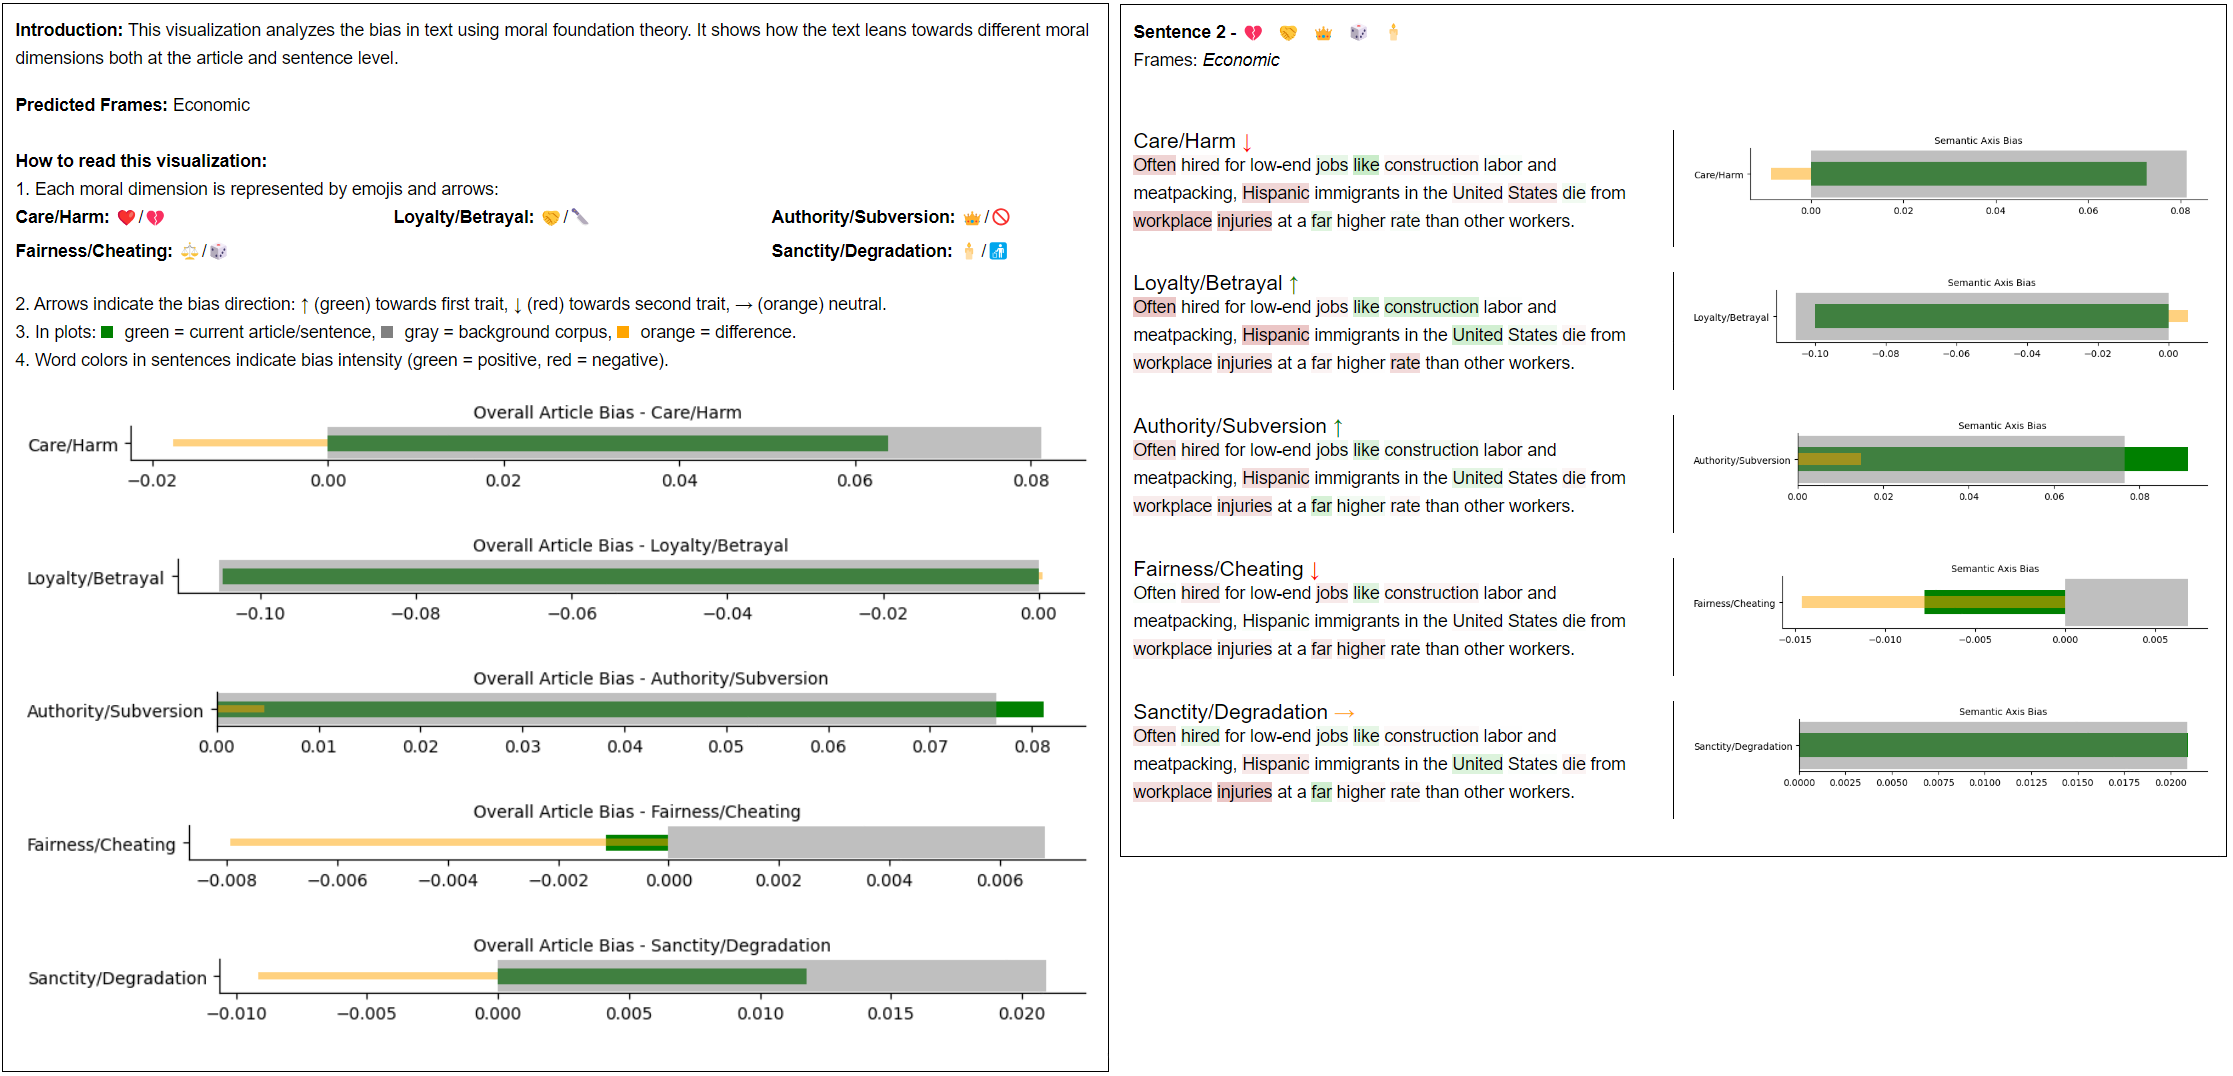 Introduction: This visualization analyzes the bias in text using moral foundation theory. It shows how the text leans towards different moral
dimensions both at the article and sentence level.
Predicted Frames: Economic
How to read this visualization:
1. Each moral dimension is represented by emojis and arrows:
Care/Harm: ❤️/💔 Loyalty/Betrayal: 🤝/🔪 Authority/Subversion: 👑/🚫
Fairness/Cheating: ⚖️/🎲 Sanctity/Degradation: 🕯️/🚮
2. Arrows indicate the bias direction: ↑ (green) towards first trait, ↓ (red) towards second trait, → (orange) neutral.
3. In plots: green = current article/sentence, gray = background corpus, orange = difference.
4. Word colors in sentences indicate bias intensity (green = positive, red = negative).
Overall Article Bias - Care/Harm
Care/Harm
−0.02 0.00 0.02 0.04 0.06 0.08
Overall Article Bias - Loyalty/Betrayal
Loyalty/Betrayal
−0.10 −0.08 −0.06 −0.04 −0.02 0.00
Overall Article Bias - Authority/Subversion
Authority/Subversion
0.00 0.01 0.02 0.03 0.04 0.05 0.06 0.07 0.08
Overall Article Bias - Fairness/Cheating
Fairness/Cheating
−0.008 −0.006 −0.004 −0.002 0.000 0.002 0.004 0.006
Overall Article Bias - Sanctity/Degradation
Sanctity/Degradation
−0.010 −0.005 0.000 0.005 0.010 0.015 0.020
Sentence 2 - 💔 🤝 👑 🎲 🕯️
Frames: Economic
Care/Harm ↓
Often hired for low-end jobs like construction labor and
meatpacking, Hispanic immigrants in the United States die from
workplace injuries at a far higher rate than other workers.
Semantic Axis Bias
Care/Harm
0.00 0.02 0.04 0.06 0.08
Loyalty/Betrayal ↑
Often hired for low-end jobs like construction labor and
meatpacking, Hispanic immigrants in the United States die from
workplace injuries at a far higher rate than other workers.
Semantic Axis Bias
Loyalty/Betrayal
−0.10 −0.08 −0.06 −0.04 −0.02 0.00
Authority/Subversion ↑
Often hired for low-end jobs like construction labor and
meatpacking, Hispanic immigrants in the United States die from
workplace injuries at a far higher rate than other workers.
Semantic Axis Bias
Authority/Subversion
0.00 0.02 0.04 0.06 0.08
Fairness/Cheating ↓
Often hired for low-end jobs like construction labor and
meatpacking, Hispanic immigrants in the United States die from
workplace injuries at a far higher rate than other workers.
Semantic Axis Bias
Fairness/Cheating
−0.015 −0.010 −0.005 0.000 0.005
Sanctity/Degradation →
Often hired for low-end jobs like construction labor and
meatpacking, Hispanic immigrants in the United States die from
workplace injuries at a far higher rate than other workers.
Semantic Axis Bias
Sanctity/Degradation
0.0000 0.0025 0.0050 0.0075 0.0100 0.0125 0.0150 0.0175 0.0200